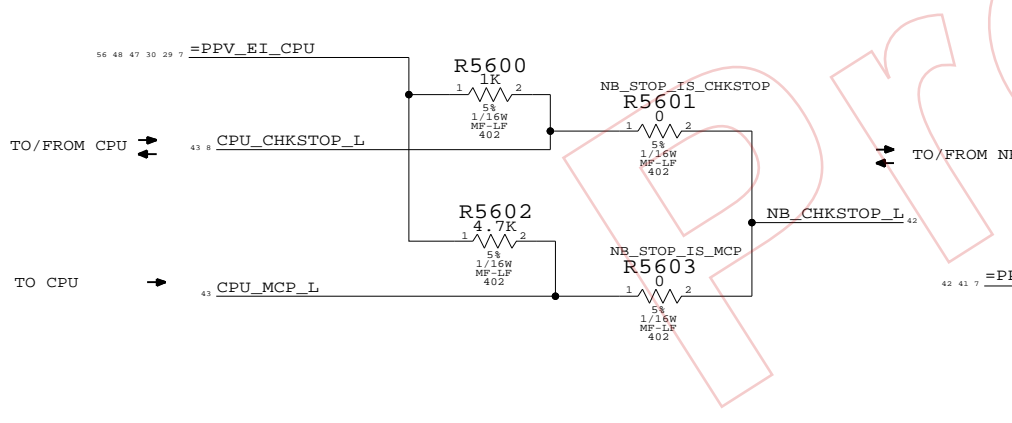 56 48 47 30 29 7 =PPV_EI_CPU
R5600
1K
1 2
5%
1/16W
MF-LF
402
NB_STOP_IS_CHKSTOP
R5601
0
1 2
5%
1/16W
MF-LF
402
TO/FROM CPU
43 8 CPU_CHKSTOP_L
TO/FROM N
R5602
4.7K
1 2
5%
1/16W
MF-LF
402
NB_CHKSTOP_L 42
NB_STOP_IS_MCP
R5603
0
1 2
5%
1/16W
MF-LF
402
TO CPU
43 CPU_MCP_L
42 41 7 =P
Pr